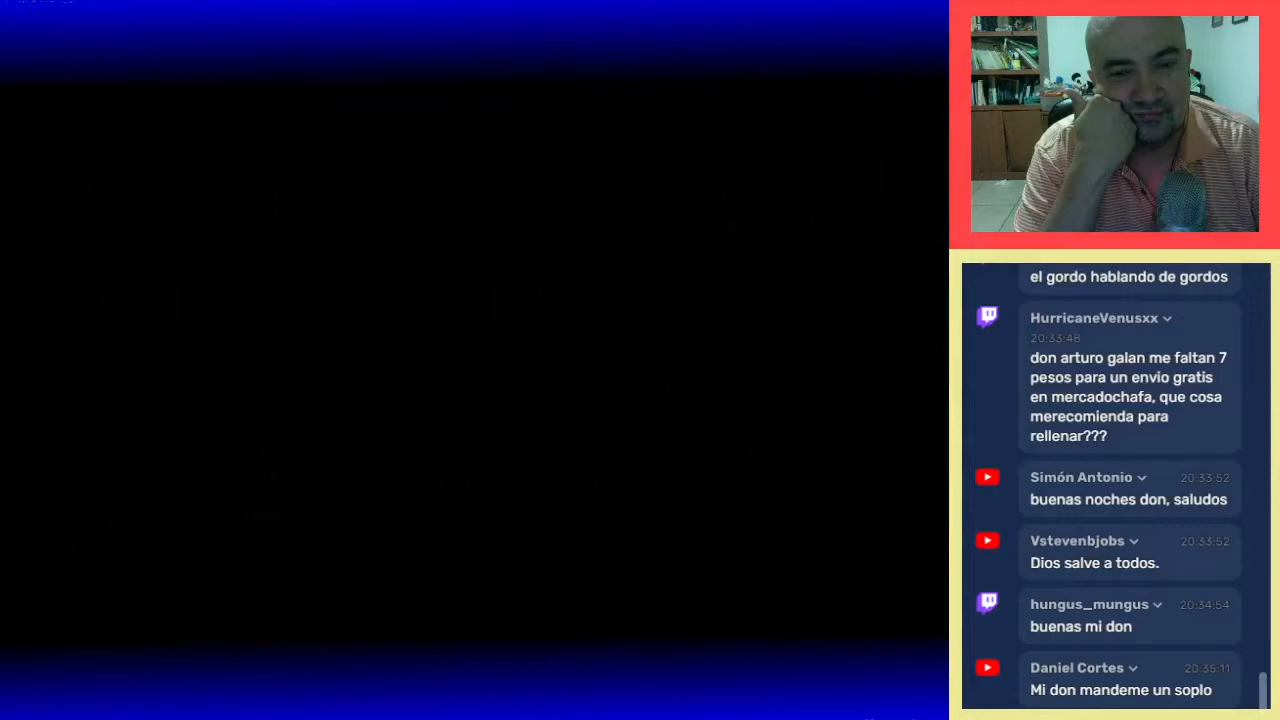 el gordo hablando de gordos
HurricaneVenusxx
20:33:48
don arturo galan me faltan 7
pesos para un envio gratis
en mercadochafa, que cosa
merecomienda para
rellenar???
Simón Antonio 20:33:52
buenas noches don, saludos
Vstevenbjobs 20:33:52
Dios salve a todos.
hungus_mungus 20:34:54
buenas mi don
Daniel Cortes 20:35:11
Mi don mandeme un soplo